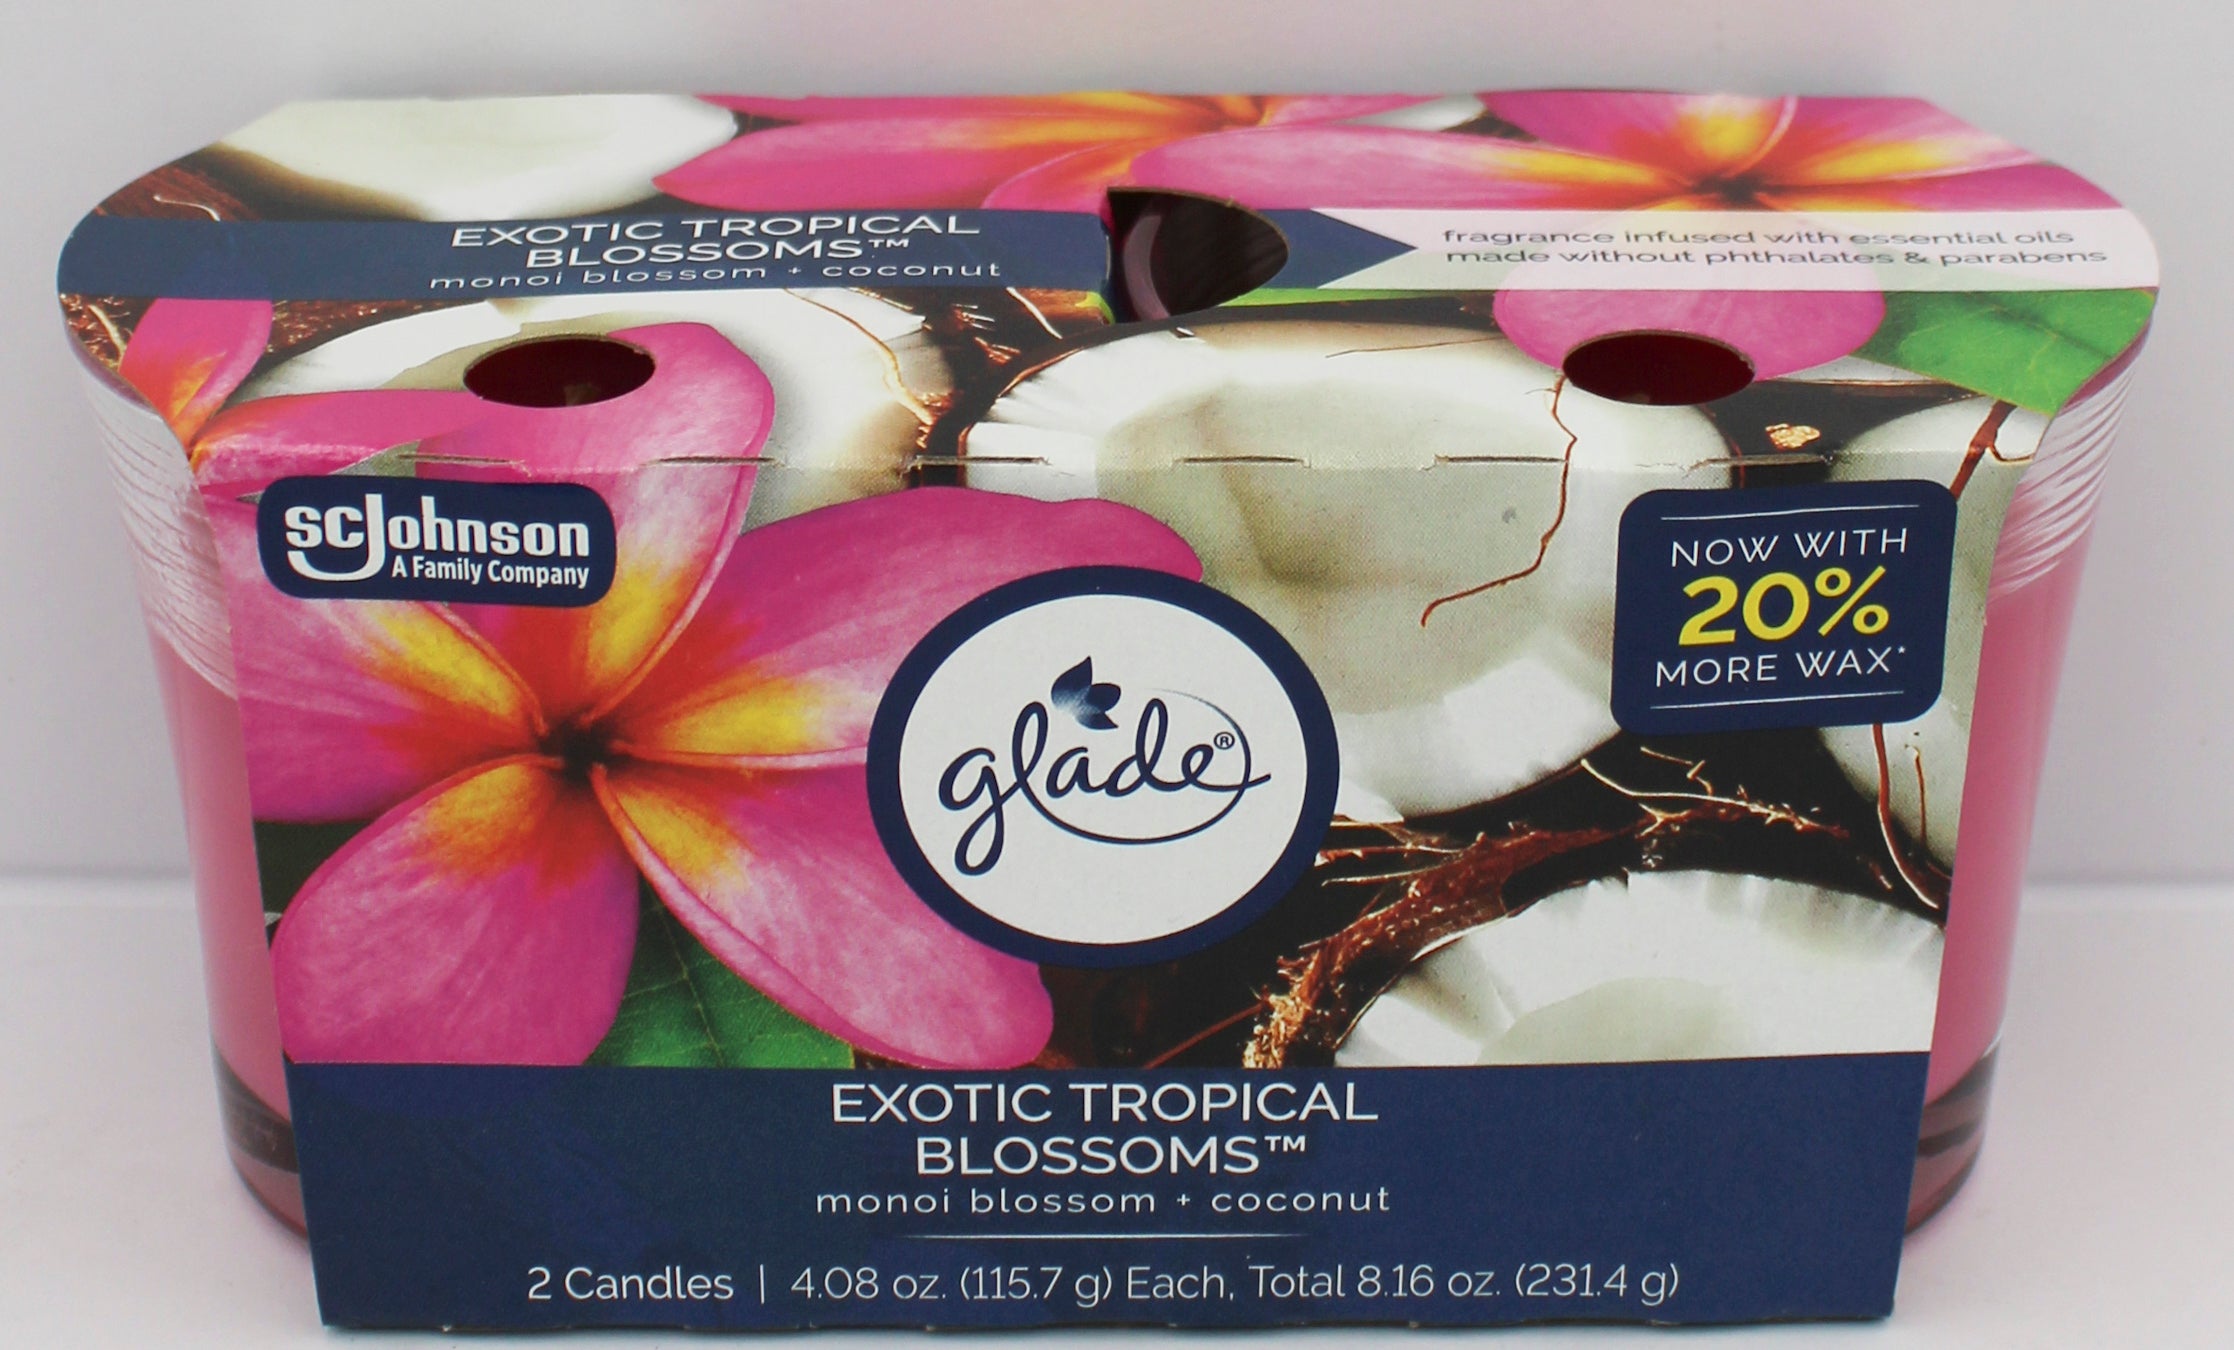 EXOTIC TROPICAL
BLOSSOMS™
monoi blossom + coconut
fragrance infused with essential oils
made without phthalates & parabens
scJohnson
A Family Company
NOW WITH
20%
MORE WAX*
glade®
EXOTIC TROPICAL
BLOSSOMS™
monoi blossom + coconut
2 Candles | 4.08 oz. (115.7 g) Each, Total 8.16 oz. (231.4 g)